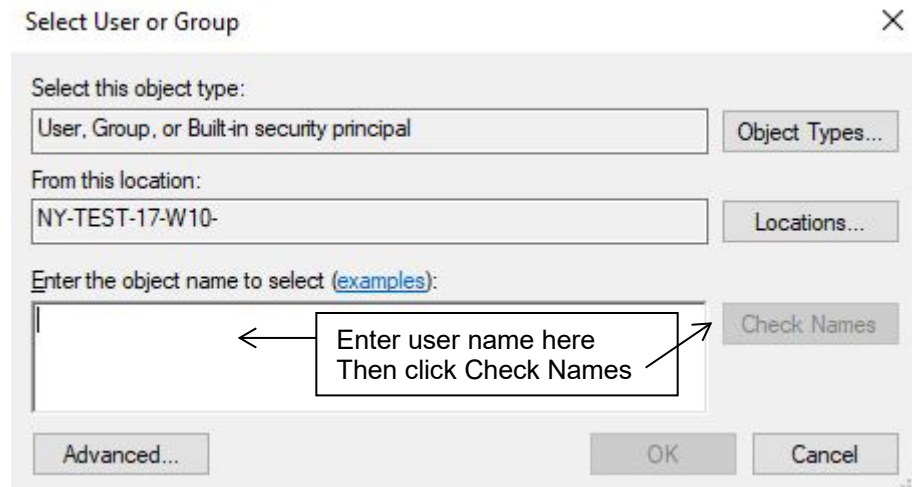 Select User or Group
Select this object type:
User, Group, or Built-in security principal
Object Types...
From this location:
NY-TEST-17-W10-
Locations...
Enter the object name to select (examples):
Enter user name here
Then click Check Names
Check Names
Advanced...
OK
Cancel